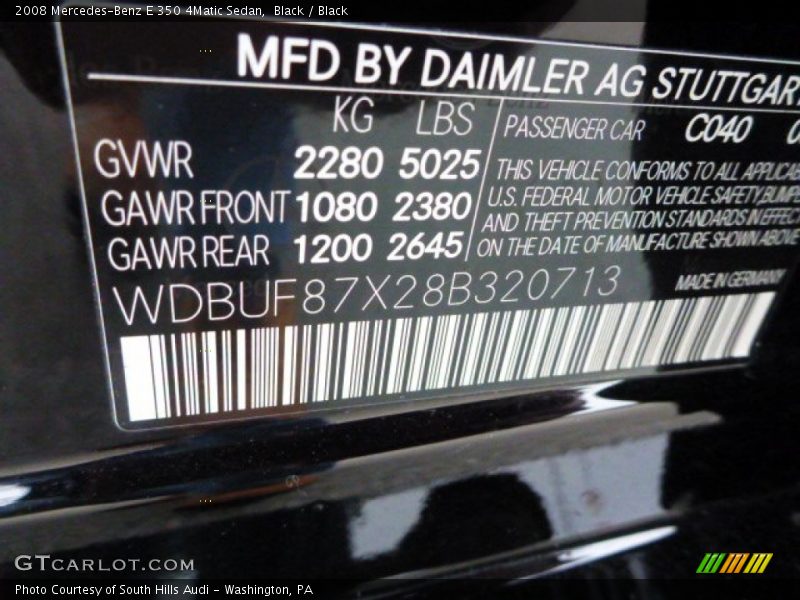 2008 Mercedes-Benz E 350 4Matic Sedan, Black / Black
MFD BY DAIMLER AG STUTTGAR
KG LBS PASSENGER CAR C040
GVWR 2280 5025
GAWR FRONT 1080 2380
GAWR REAR 1200 2645
THIS VEHICLE CONFORMS TO ALL APPLICAB
U.S. FEDERAL MOTOR VEHICLE SAFETY, BUMPE
AND THEFT PREVENTION STANDARDS IN EFFECT
ON THE DATE OF MANUFACTURE SHOWN ABOVE
WDBUF87X28B320713 MADE IN GERMANY
GTCARLOT.COM
Photo Courtesy of South Hills Audi - Washington, PA